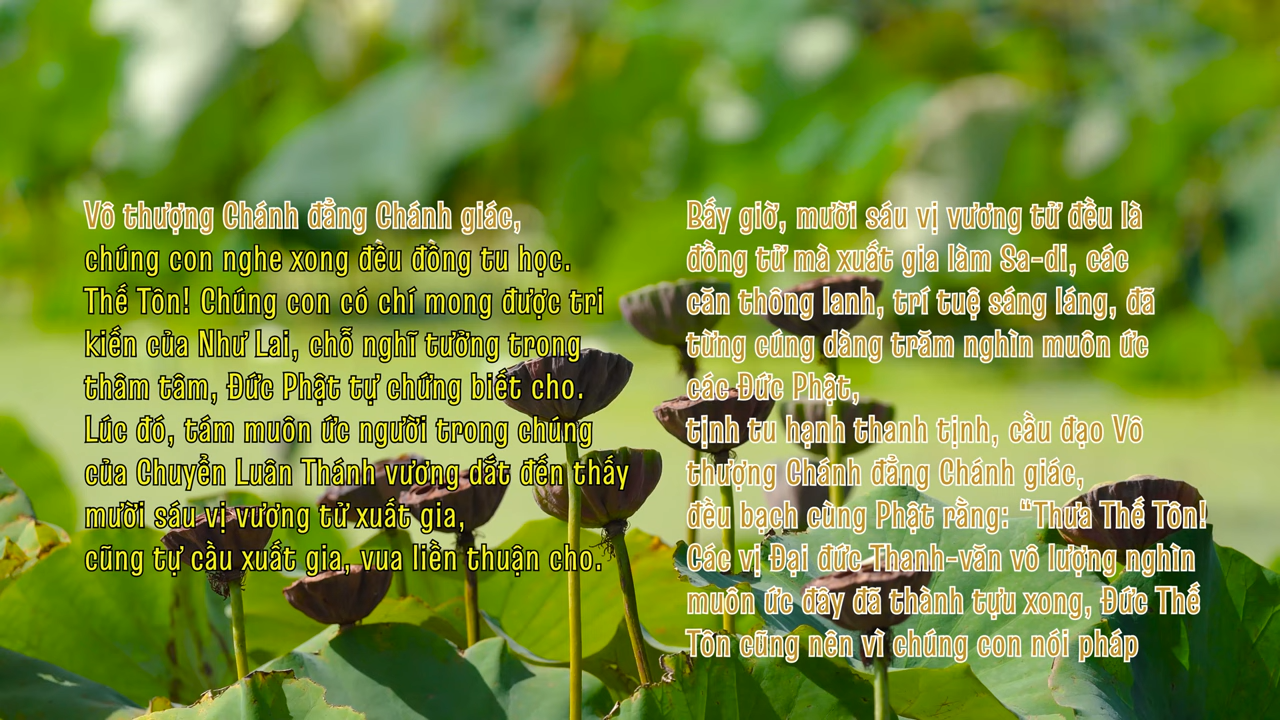 Vô thượng Chánh đẳng Chánh giác,
chúng con nghe xong đều đồng tu học.
Thế Tôn! Chúng con có chí mong được tri
kiến của Như Lai, chỗ nghĩ tưởng trong
thâm tâm, Đức Phật tự chứng biết cho.
Lúc đó, tám muôn ức người trong chúng
của Chuyển Luân Thánh vương dắt đến thấy
mười sáu vị vương tử xuất gia,
cũng tự cầu xuất gia, vua liền thuận cho.
Bấy giờ, mười sáu vị vương tử đều là
đồng tử mà xuất gia làm Sa-di, các
căn thông lanh, trí tuệ sáng láng, đã
từng cúng dàng trăm nghìn muôn ức
các Đức Phật,
tịnh tu hạnh thanh tịnh, cầu đạo Vô
thượng Chánh đẳng Chánh giác,
đều bạch cùng Phật rằng: “Thưa Thế Tôn!
Các vị Đại đức Thanh-văn vô lượng nghìn
muôn ức đây đã thành tựu xong, Đức Thế
Tôn cũng nên vì chúng con nói pháp